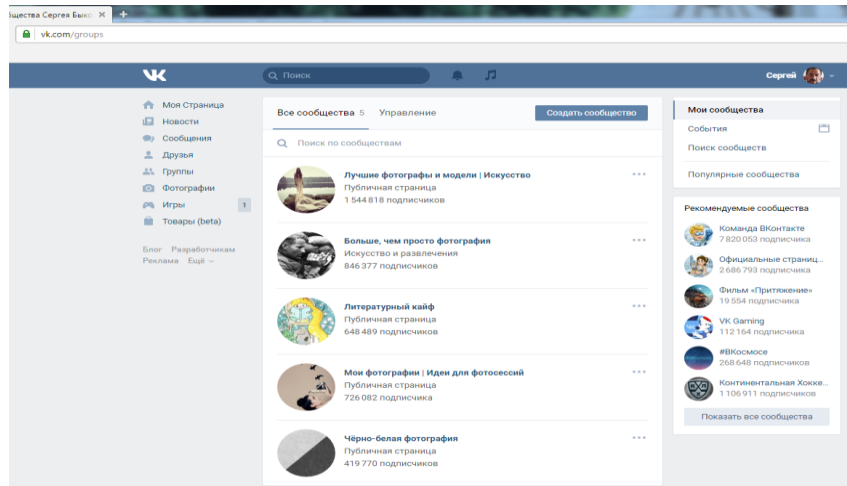 бщества Сергея Быко
vk.com/groups
Поиск
Сергей
Моя Страница
Новости
Сообщения
Друзья
Группы
Фотографии
Игры 1
Товары (beta)
Блог Разработчикам
Реклама Ещё
Все сообщества 5 Управление Создать сообщество
Поиск по сообществам
Лучшие фотографы и модели | Искусство
Публичная страница
1 544 818 подписчиков
Больше, чем просто фотография
Искусство и развлечения
846 377 подписчиков
Литературный кайф
Публичная страница
648 489 подписчиков
Мои фотографии | Идеи для фотосессий
Публичная страница
726 082 подписчика
Чёрно-белая фотография
Публичная страница
419 770 подписчиков
Мои сообщества
События
Поиск сообществ
Популярные сообщества
Рекомендуемые сообщества
Команда ВКонтакте
7 820 053 подписчика
Официальные страниц...
2 686 793 подписчика
Фильм «Притяжение»
19 554 подписчика
VK Gaming
112 164 подписчика
#ВКосмосе
268 648 подписчиков
Континентальная Хокке...
1 106 911 подписчиков
Показать все сообщества